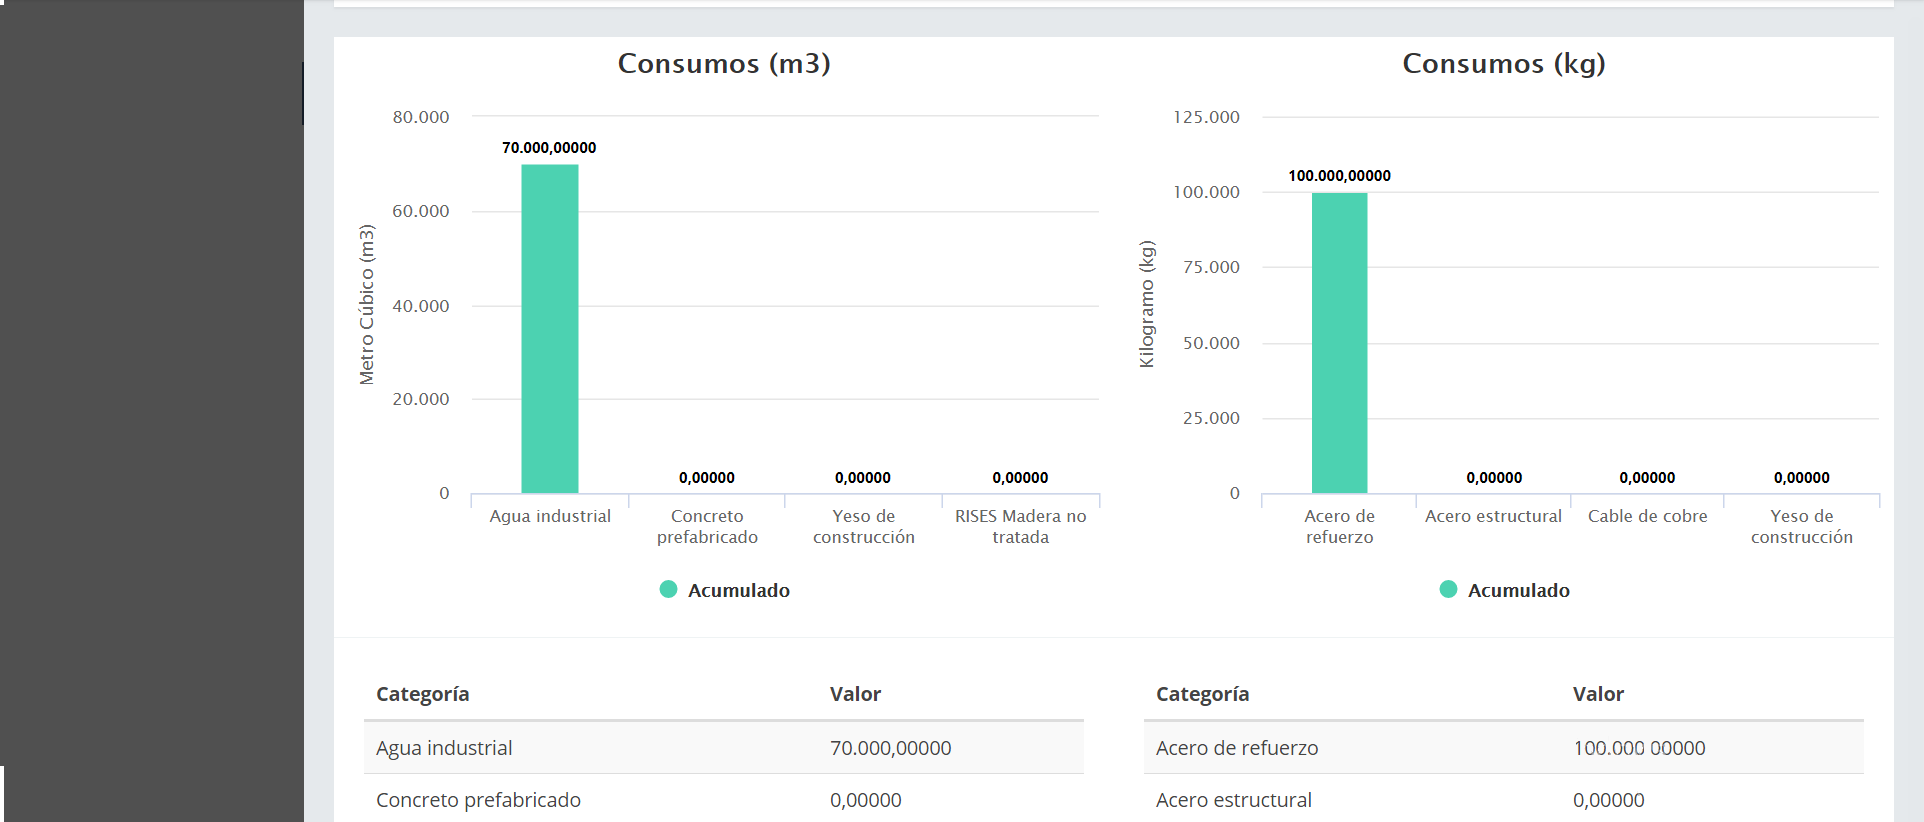 Consumos (m3)
80.000
60.000
40.000
20.000
0
Metro Cúbico (m3)
70.000,00000
0,00000
0,00000
0,00000
Agua industrial
Concreto
prefabricado
Yeso de
construcción
RISES Madera no
tratada
Acumulado
Consumos (kg)
125.000
100.000
75.000
50.000
25.000
0
Kilogramo (kg)
100.000,00000
0,00000
0,00000
0,00000
Acero de
refuerzo
Acero estructural
Cable de cobre
Yeso de
construcción
Acumulado
Categoría Valor
Agua industrial 70.000,00000
Concreto prefabricado 0,00000
Categoría Valor
Acero de refuerzo 100.000 00000
Acero estructural 0,00000